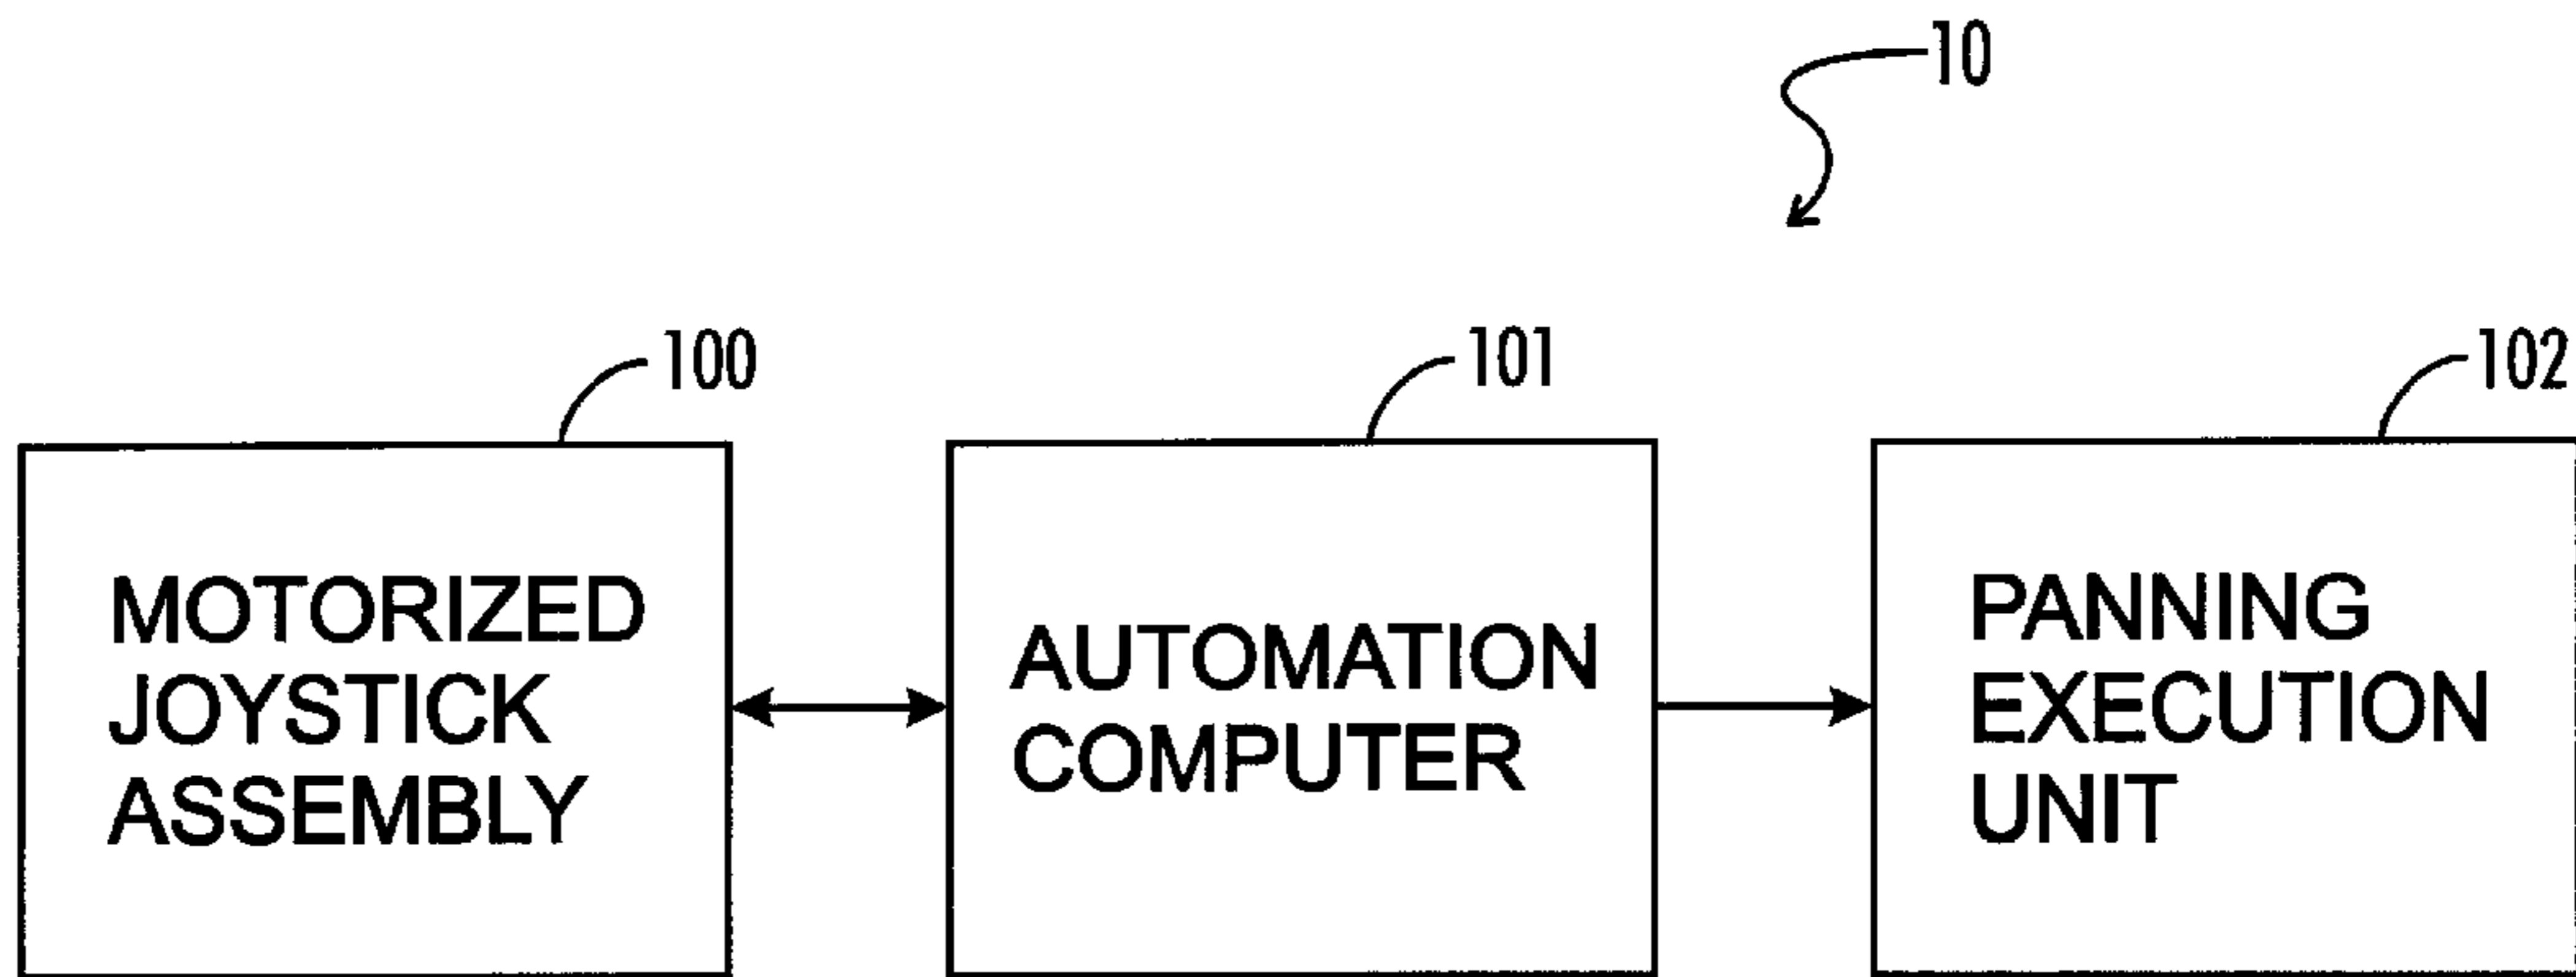 10
100
101
102
MOTORIZED
JOYSTICK
ASSEMBLY
AUTOMATION
COMPUTER
PANNING
EXECUTION
UNIT